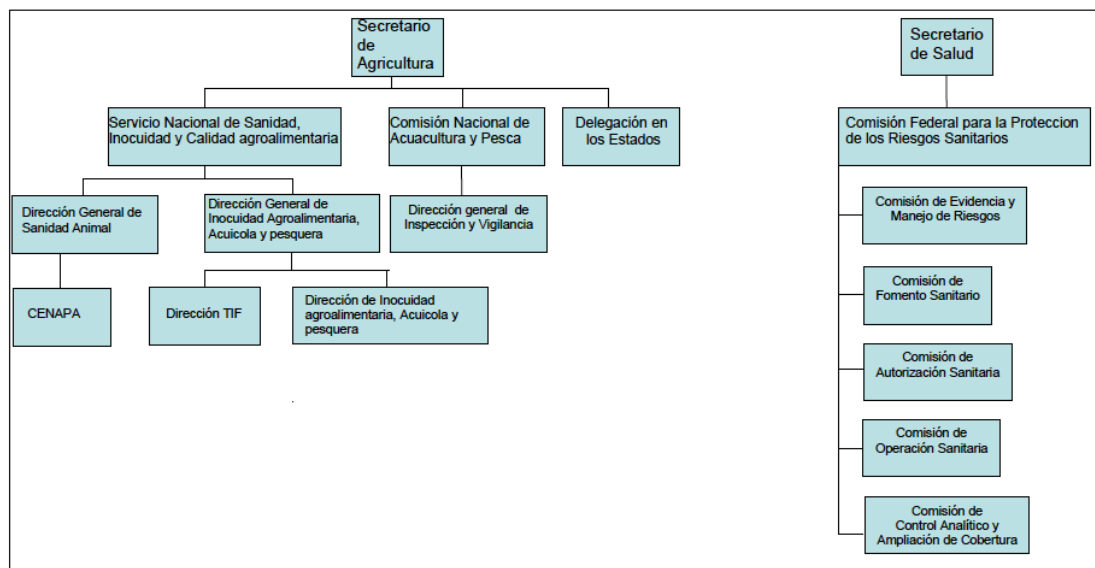 Secretario
de
Agricultura
Secretario
de Salud
Servicio Nacional de Sanidad,
Inocuidad y Calidad agroalimentaria
Comisión Nacional de
Acuacultura y Pesca
Delegación en
los Estados
Comisión Federal para la Proteccion
de los Riesgos Sanitarios
Dirección General de
Sanidad Animal
Dirección General de
Inocuidad Agroalimentaria,
Acuicola y pesquera
Dirección general de
Inspección y Vigilancia
Comisión de Evidencia y
Manejo de Riesgos
CENAPA
Dirección TIF
Dirección de Inocuidad
agroalimentaria, Acuicola y
pesquera
Comisión de
Fomento Sanitario
Comisión de
Autorización Sanitaria
Comisión de
Operación Sanitaria
Comisión de
Control Analítico y
Ampliación de Cobertura